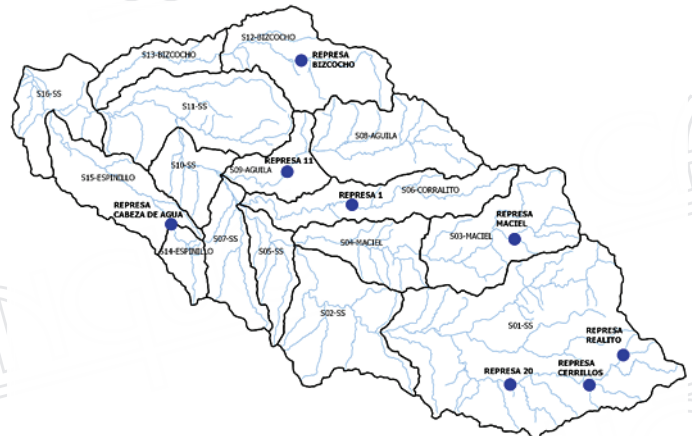 S12-BIZCOCHO
REPRESA
BIZCOCHO
S13-BIZCOCHO
S16-SS
S11-SS
S08-AGUILA
REPRESA 11
S09-AGUILA
S10-SS
S15-ESPINILLO
REPRESA 1
S06-CORRALITO
REPRESA
CABEZA DE AGUA
REPRESA
MACIEL
S03-MACIEL
S07-SS
S05-SS
S04-MACIEL
S14-ESPINILLO
S02-SS
S01-SS
REPRESA
REALITO
REPRESA
CERRILLOS
REPRESA 20